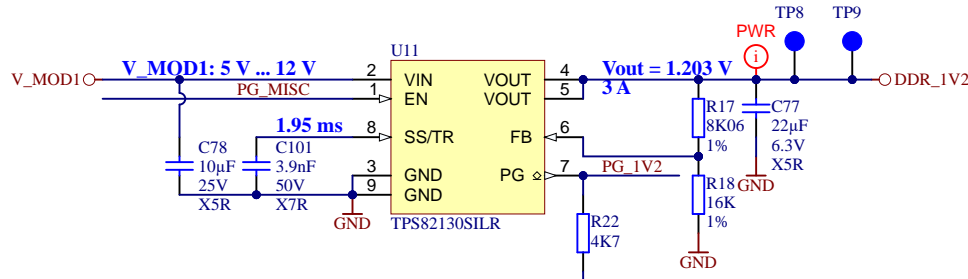 TP8
TP9
PWR
i
U11
V_MOD1
V_MOD1: 5 V ... 12 V
2
VIN
VOUT
4
Vout = 1.203 V
DDR_1V2
PG_MISC
1
EN
VOUT
5
3 A
R17
8K06
1%
C77
22µF
6.3V
X5R
GND
1.95 ms
8
SS/TR
FB
6
C78
10µF
25V
X5R
C101
3.9nF
50V
X7R
3
GND
9
GND
PG
7
PG_1V2
R18
16K
1%
GND
GND
TPS82130SILR
R22
4K7